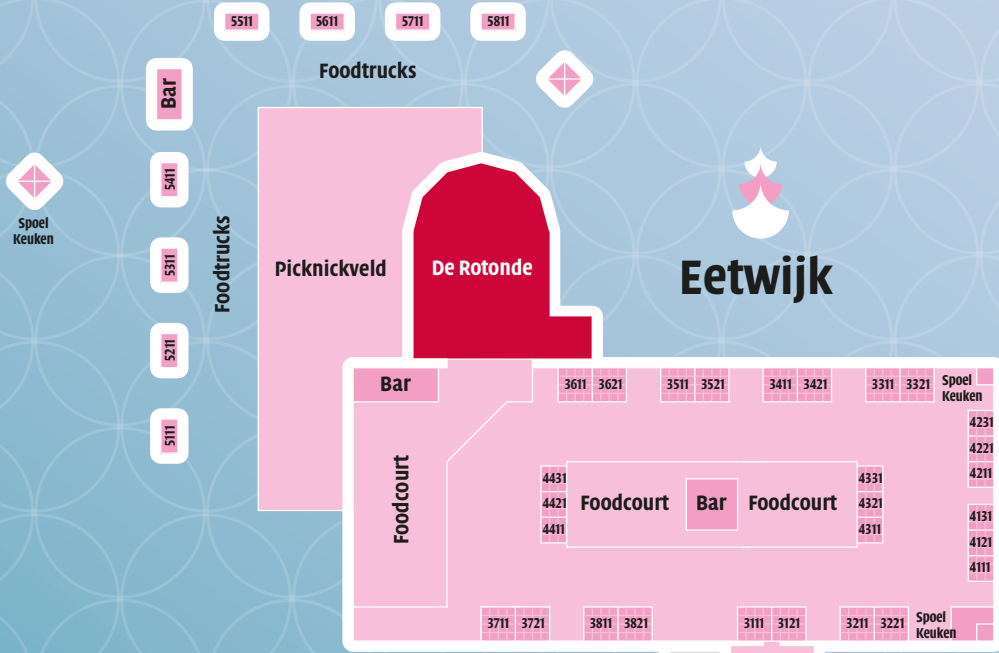 5511
5611
5711
5811
Foodtrucks
Bar
5411
Spoel
Keuken
Foodtrucks
5311
5211
5111
Picknickveld
De Rotonde
Eetwijk
Bar
3611 3621
3511 3521
3411 3421
3311 3321
Spoel
Keuken
4231
4221
4211
Foodcourt
4431
4421
4411
Foodcourt
Bar
Foodcourt
4331
4321
4311
4131
4121
4111
3711 3721
3811 3821
3111 3121
3211 3221
Spoel
Keuken